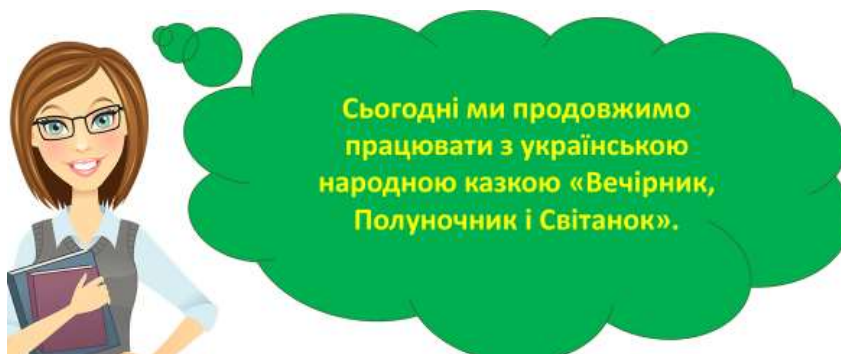 Сьогодні ми продовжимо
працювати з українською
народною казкою «Вечірник,
Полуночник і Світанок».